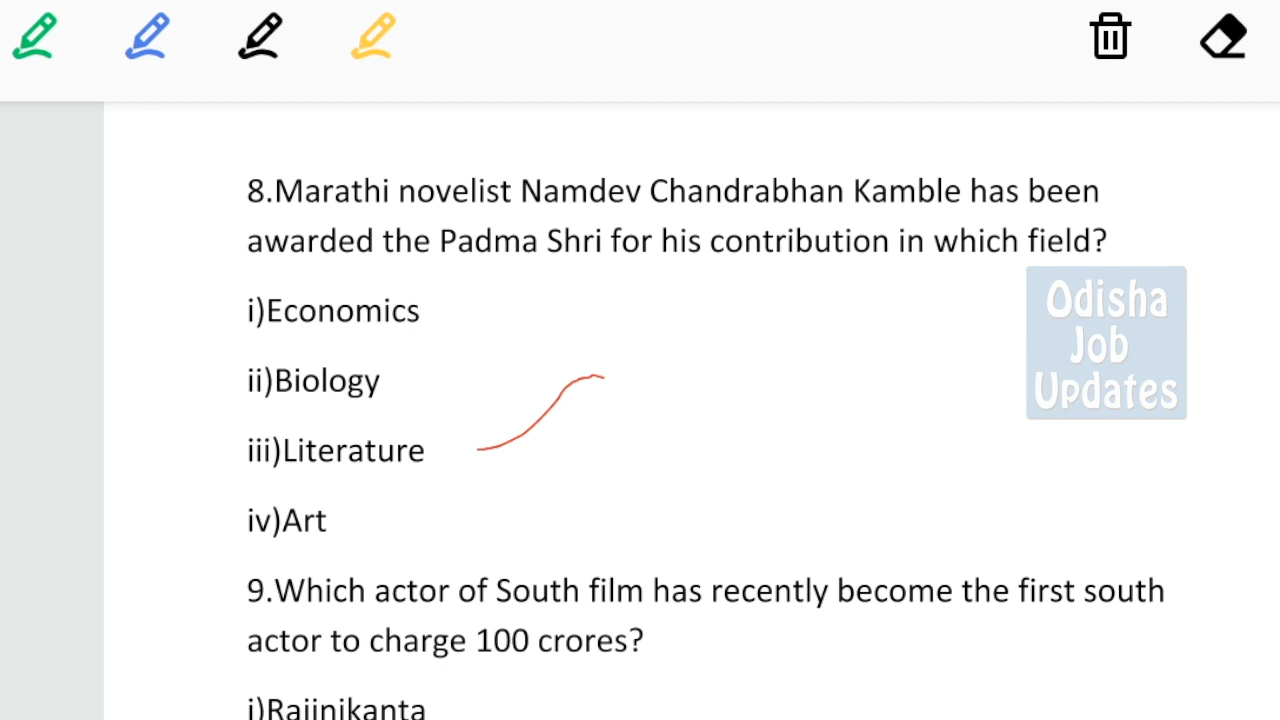 8.Marathi novelist Namdev Chandrabhan Kamble has been
awarded the Padma Shri for his contribution in which field?
Odisha
Job
Updates
i)Economics
ii)Biology
iii)Literature
iv)Art
9.Which actor of South film has recently become the first south
actor to charge 100 crores?
i)Rajinikanta